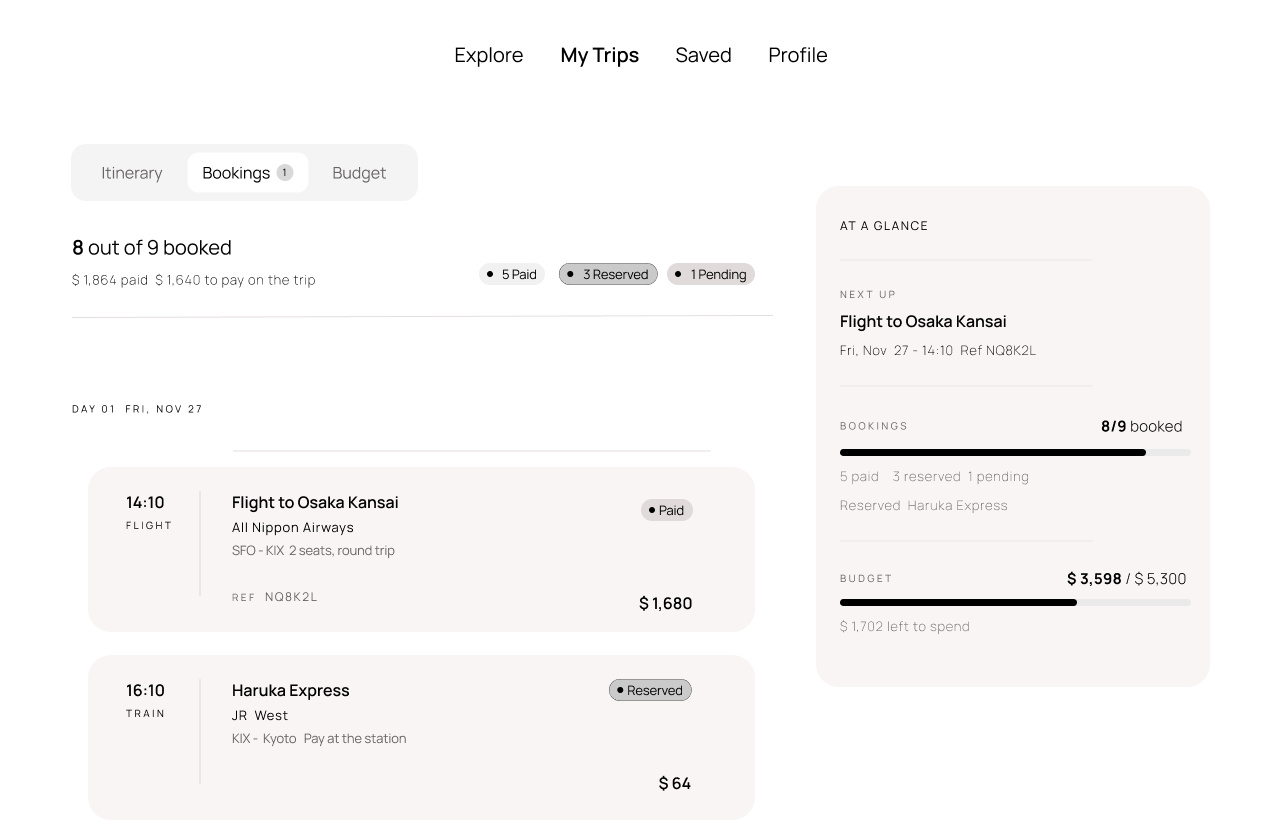 Explore My Trips Saved Profile
Itinerary Bookings 1 Budget
8 out of 9 booked
$ 1,864 paid $ 1,640 to pay on the trip
5 Paid 3 Reserved 1 Pending
DAY 01 FRI, NOV 27
14:10
FLIGHT
Flight to Osaka Kansai
All Nippon Airways
SFO - KIX 2 seats, round trip
REF NQ8K2L
Paid
$ 1,680
16:10
TRAIN
Haruka Express
JR West
KIX - Kyoto Pay at the station
Reserved
$ 64
AT A GLANCE
NEXT UP
Flight to Osaka Kansai
Fri, Nov 27 - 14:10 Ref NQ8K2L
BOOKINGS 8/9 booked
5 paid 3 reserved 1 pending
Reserved Haruka Express
BUDGET $ 3,598 / $ 5,300
$ 1,702 left to spend